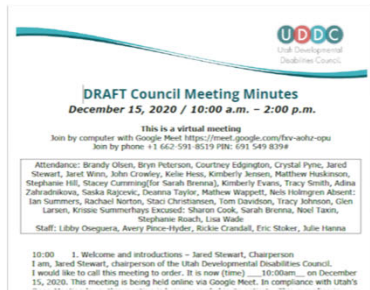 UDDC
Utah Developmental
Disabilities Council
DRAFT Council Meeting Minutes
December 15, 2020 / 10:00 a.m. – 2:00 p.m.
This is a virtual meeting
Join by computer with Google Meet https://meet.google.com/fxv-aohz-opu
Join by phone +1 662-591-8519 PIN: 691 549 839#
Attendance: Brandy Olsen, Bryn Peterson, Courtney Edgington, Crystal Pyne, Jared
Stewart, Jaret Winn, John Crowley, Kelie Hess, Kimberly Jensen, Matthew Huskinson,
Stephanie Hill, Stacey Cumming(for Sarah Brenna), Kimberly Evans, Tracy Smith, Adina
Zahradnikova, Saska Rajcevic, Deanna Taylor, Mathew Wappett, Nels Holmgren Absent:
Ian Summers, Rachael Norton, Staci Christensen, Tom Davidson, Tracy Johnson, Glen
Larsen, Krissie Summerhays Excused: Sharon Cook, Sarah Brenna, Noel Taxin,
Stephanie Roach, Lisa Wade
Staff: Libby Oseguera, Avery Pince-Hyder, Rickie Crandall, Eric Stoker, Julie Hanna
10:00 1. Welcome and introductions – Jared Stewart, Chairperson
I am, Jared Stewart, chairperson of the Utah Developmental Disabilities Council.
I would like to call this meeting to order. It is now (time) ___10:00am__ on December
15, 2020. This meeting is being held online via Google Meet. In compliance with Utah's